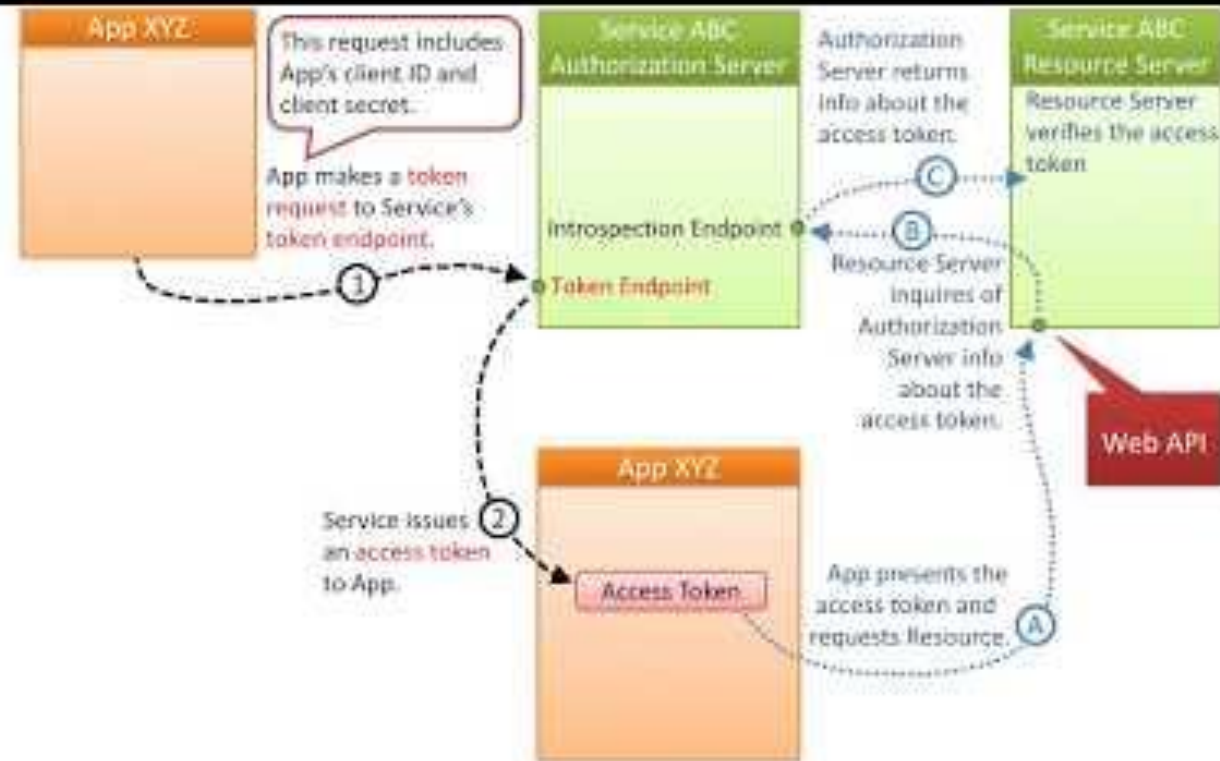 App XYZ
This request includes
App's client ID and
client secret.
App makes a token
request to Service's
token endpoint.
1
Service ABC
Authorization Server
Introspection Endpoint
Token Endpoint
Authorization
Server returns
info about the
access token.
C
B
Resource Server
inquires of
Authorization
Server info
about the
access token.
Service ABC
Resource Server
Resource Server
verifies the access
token
Web API
2
Service issues
an access token
to App.
App XYZ
Access Token
App presents the
access token and
requests Resource.
A